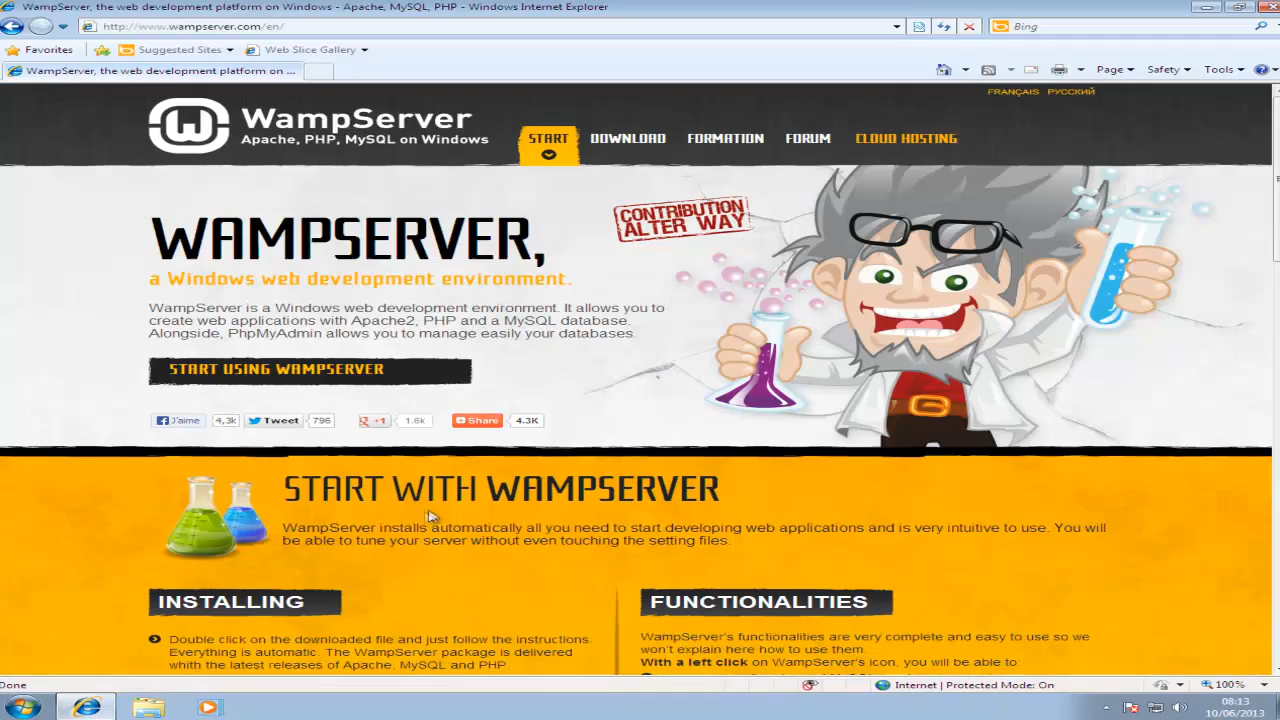 WampServer, the web development platform on Windows - Apache, MySQL, PHP - Windows Internet Explorer
http://www.wampserver.com/en/
Bing
Favorites
Suggested Sites
Web Slice Gallery
WampServer, the web development platform on ...
Page
Safety
Tools
FRANÇAIS РУССКИЙ
WampServer
Apache, PHP, MySQL on Windows
START
DOWNLOAD
FORMATION
FORUM
CLOUD HOSTING
CONTRIBUTION
ALTER WAY
WAMPSERVER,
a Windows web development environment.
WampServer is a Windows web development environment. It allows you to
create web applications with Apache2, PHP and a MySQL database.
Alongside, PhpMyAdmin allows you to manage easily your databases.
START USING WAMPSERVER
J'aime 4,3k Tweet 796 +1 1.6k Share 4.3K
START WITH WAMPSERVER
WampServer installs automatically all you need to start developing web applications and is very intuitive to use. You will
be able to tune your server without even touching the setting files.
INSTALLING
Double click on the downloaded file and just follow the instructions.
Everything is automatic. The WampServer package is delivered
whith the latest releases of Apache, MySQL and PHP
FUNCTIONALITIES
WampServer's functionalities are very complete and easy to use so we
won't explain here how to use them.
With a left click on WampServer's icon, you will be able to:
Done
Internet | Protected Mode: On
100%
08:13
10/06/2013